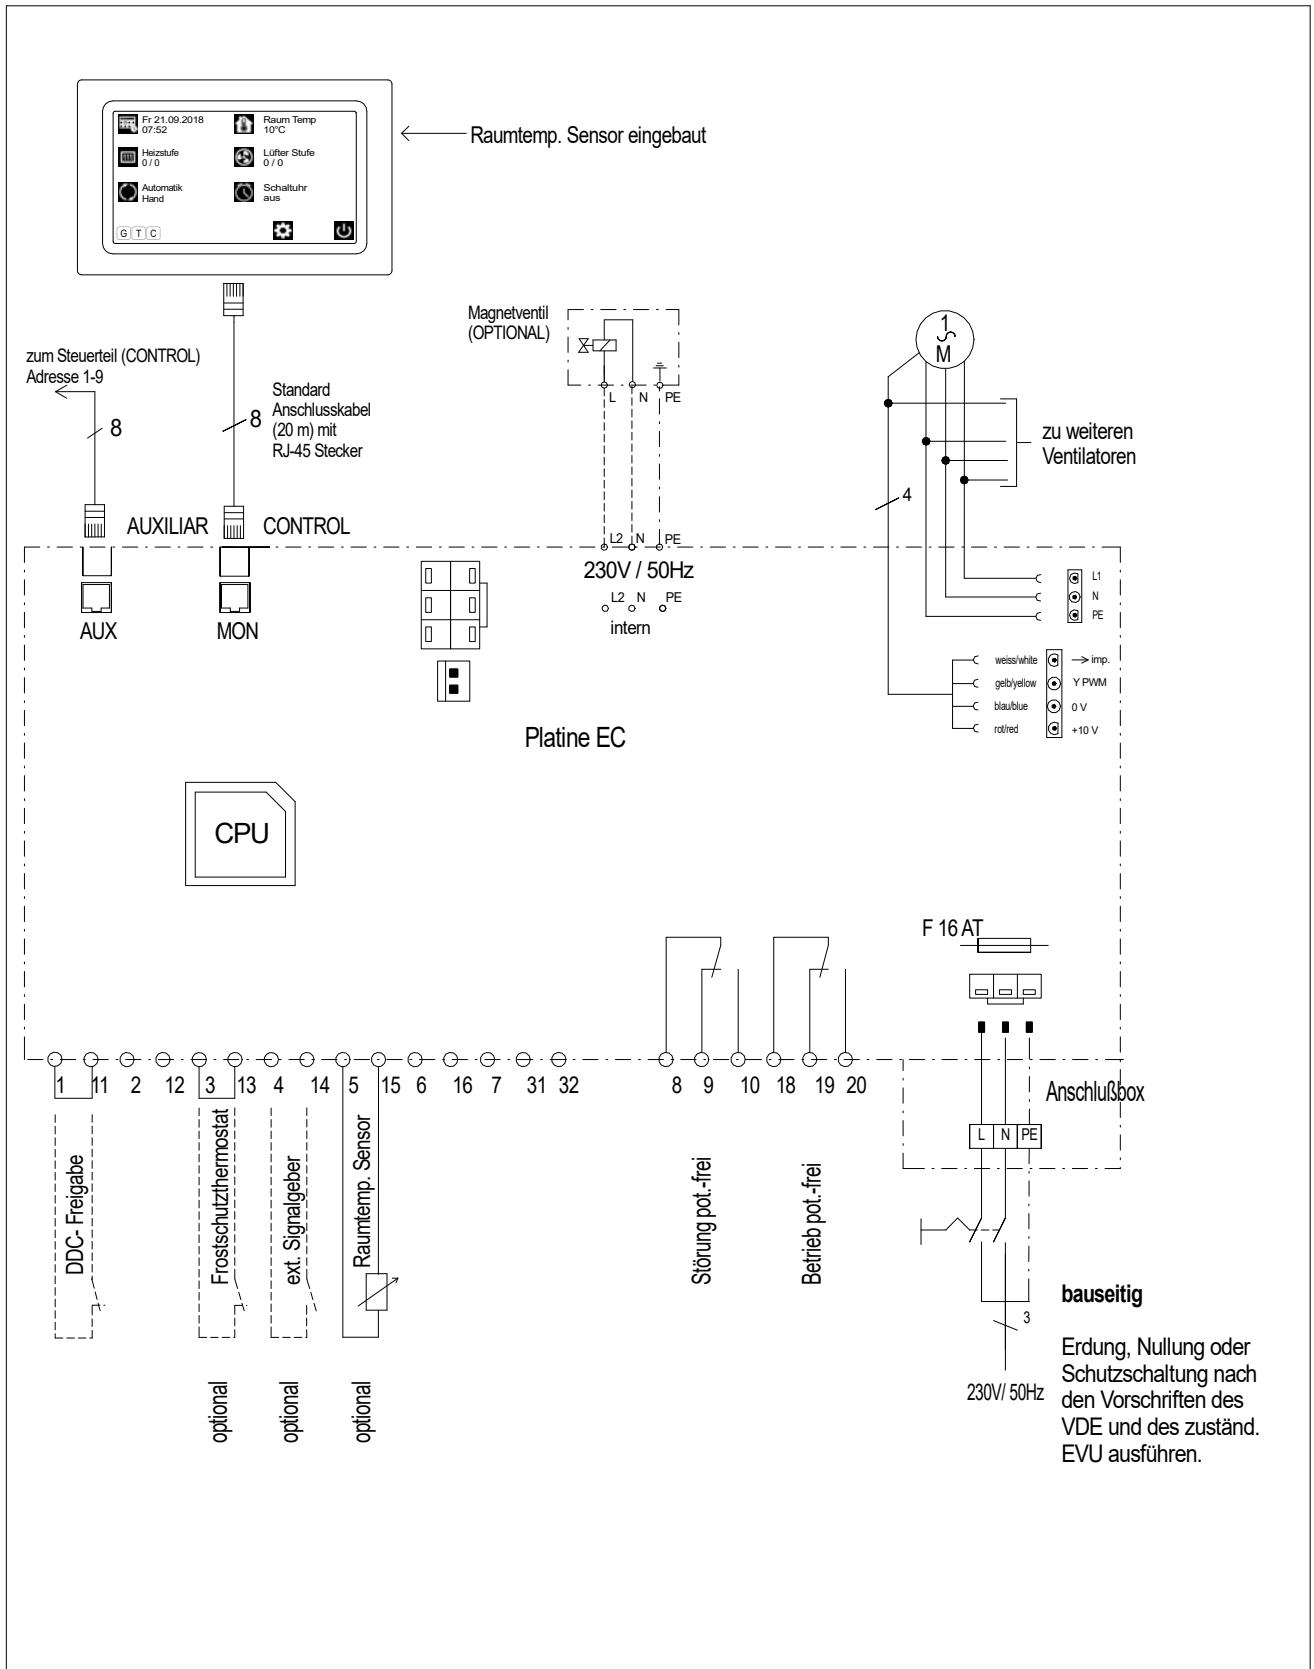 Fr 21.09.2018
07:52
Raum Temp
10°C
Heizstufe
0 / 0
Lüfter Stufe
0 / 0
Automatik
Hand
Schaltuhr
aus
G T C
Raumtemp. Sensor eingebaut
zum Steuerteil (CONTROL)
Adresse 1-9
8
8
Standard
Anschlusskabel
(20 m) mit
RJ-45 Stecker
Magnetventil
(OPTIONAL)
L N PE
1
M
zu weiteren
Ventilatoren
4
AUXILIAR CONTROL
AUX MON
L2 N PE
230V / 50Hz
L2 N PE
intern
L1
N
PE
weiss/white imp.
gelb/yellow Y PWM
blau/blue 0 V
rot/red +10 V
Platine EC
CPU
F 16 AT
1 11 2 12 3 13 4 14 5 15 6 16 7 31 32 8 9 10 18 19 20
Anschlußbox
L N PE
DDC- Freigabe
Frostschutzthermostat
ext. Signalgeber
Raumtemp. Sensor
Störung pot.-frei
Betrieb pot.-frei
optional
optional
optional
3
230V/ 50Hz
bauseitig
Erdung, Nullung oder
Schutzschaltung nach
den Vorschriften des
VDE und des zuständ.
EVU ausführen.